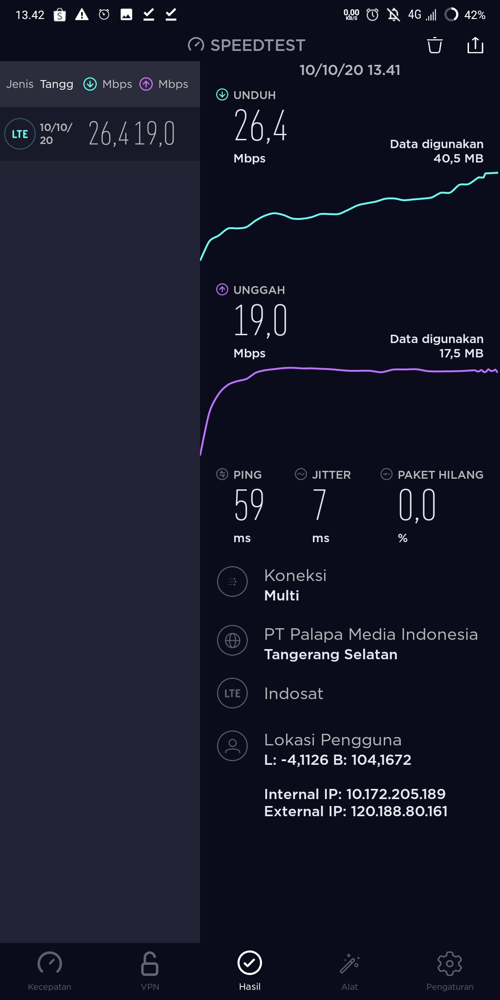 13.42
0,00
KB/S
4G
42%
SPEEDTEST
Jenis Tangg Mbps Mbps
LTE
10/10/
20
26,4 19,0
10/10/20 13.41
UNDUH
26,4
Mbps
Data digunakan
40,5 MB
UNGGAH
19,0
Mbps
Data digunakan
17,5 MB
PING
59
ms
JITTER
7
ms
PAKET HILANG
0,0
%
Koneksi
Multi
PT Palapa Media Indonesia
Tangerang Selatan
LTE
Indosat
Lokasi Pengguna
L: -4,1126 B: 104,1672
Internal IP: 10.172.205.189
External IP: 120.188.80.161
Kecepatan
VPN
Hasil
Alat
Pengaturan